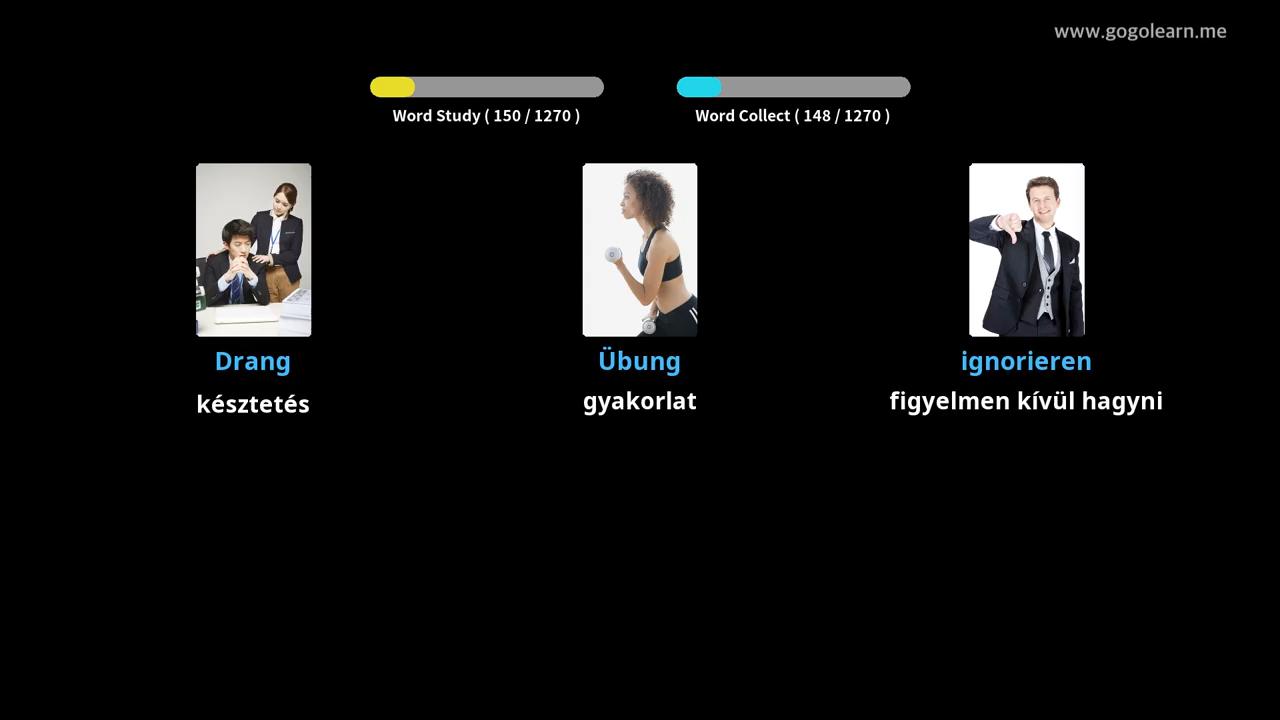 www.gogolearn.me
Word Study ( 150 / 1270 )
Word Collect ( 148 / 1270 )
Drang
Übung
ignorieren
késztetés
gyakorlat
figyelmen kívül hagyni